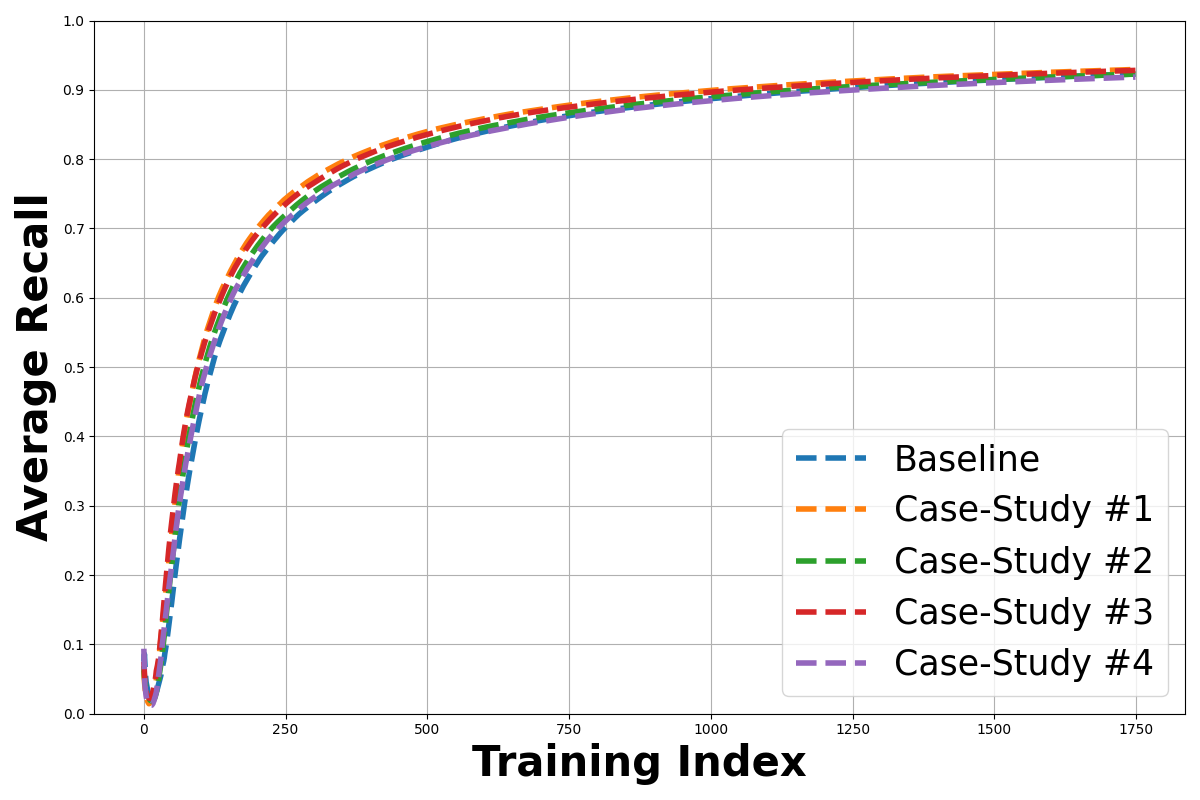 Average Recall
1.0
0.9
0.8
0.7
0.6
0.5
0.4
0.3
0.2
0.1
0.0
Baseline
Case-Study #1
Case-Study #2
Case-Study #3
Case-Study #4
0 250 500 750 1000 1250 1500 1750
Training Index